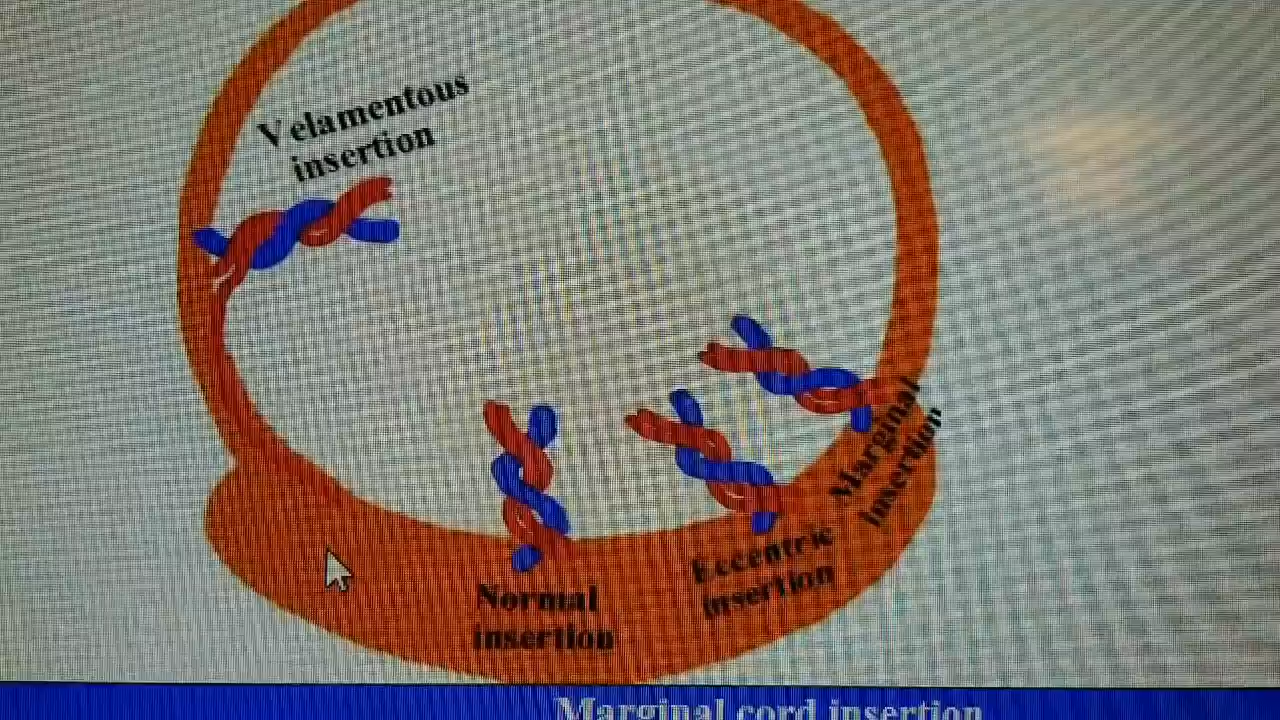 Velamentous
insertion
Marginal
insertion
Eccentric
insertion
Normal
insertion
Marginal cord insertion